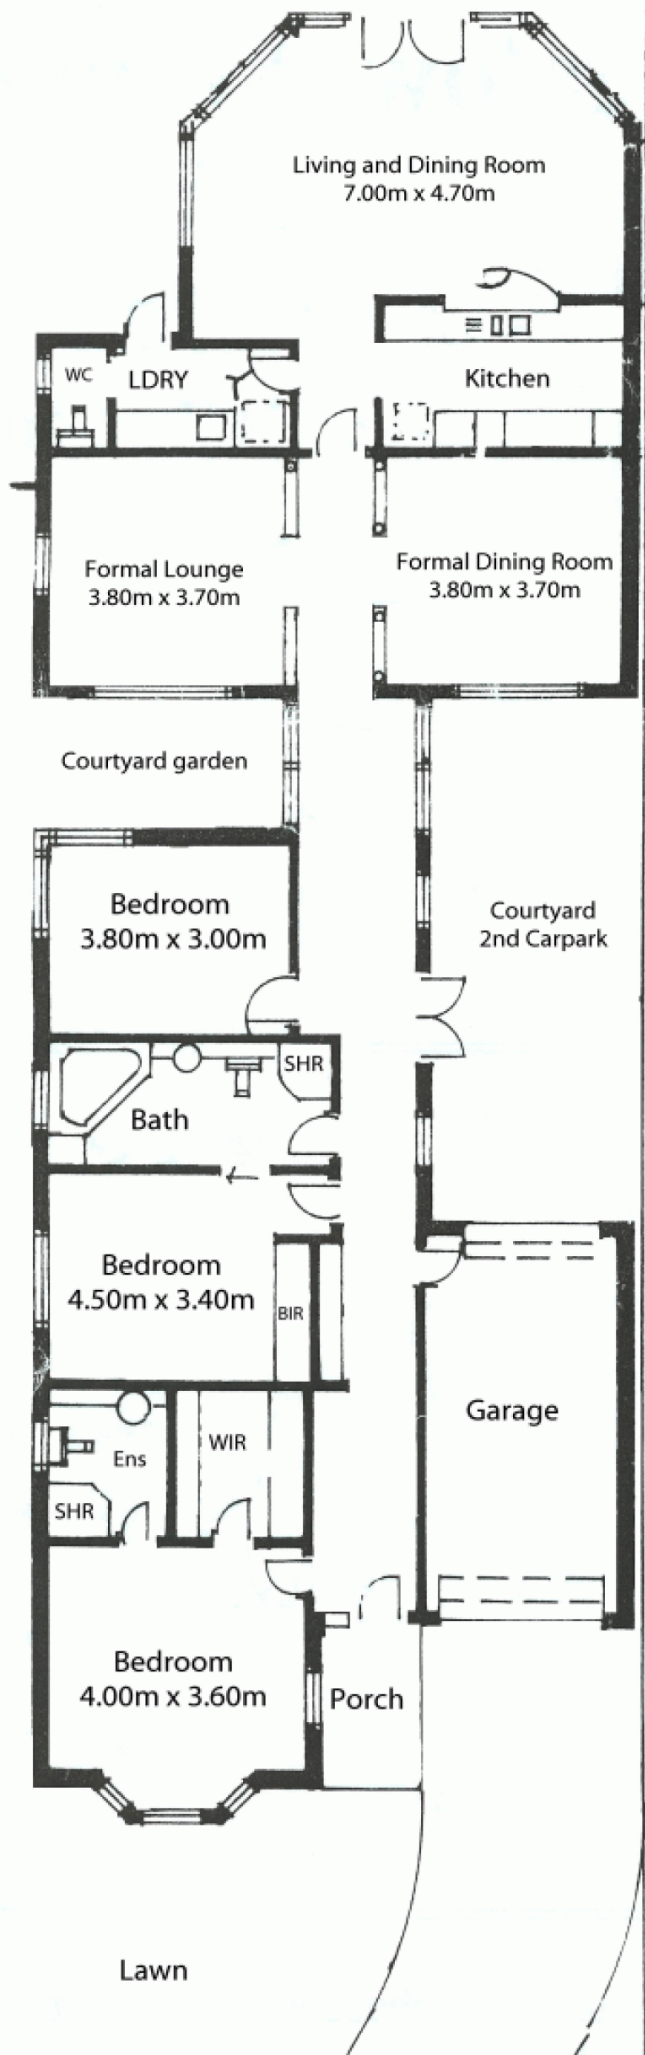 Living and Dining Room
7.00m x 4.70m
WC
LDRY
Kitchen
Formal Lounge
3.80m x 3.70m
Formal Dining Room
3.80m x 3.70m
Courtyard garden
Bedroom
3.80m x 3.00m
Courtyard
2nd Carpark
SHR
Bath
Bedroom
4.50m x 3.40m
BIR
Garage
WIR
Ens
SHR
Bedroom
4.00m x 3.60m
Porch
Lawn